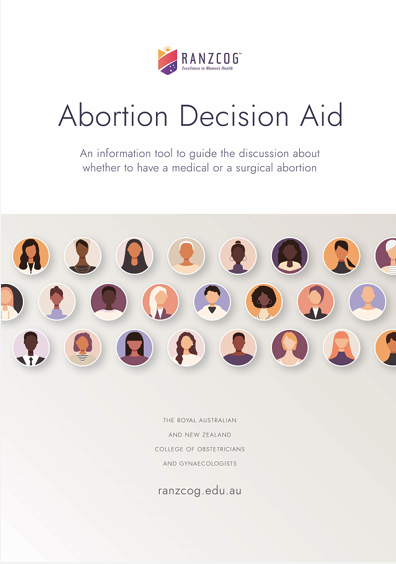 RANZCOG™
Excellence in Women's Health
Abortion Decision Aid
An information tool to guide the discussion about
whether to have a medical or a surgical abortion
THE ROYAL AUSTRALIAN
AND NEW ZEALAND
COLLEGE OF OBSTETRICIANS
AND GYNAECOLOGISTS
ranzcog.edu.au